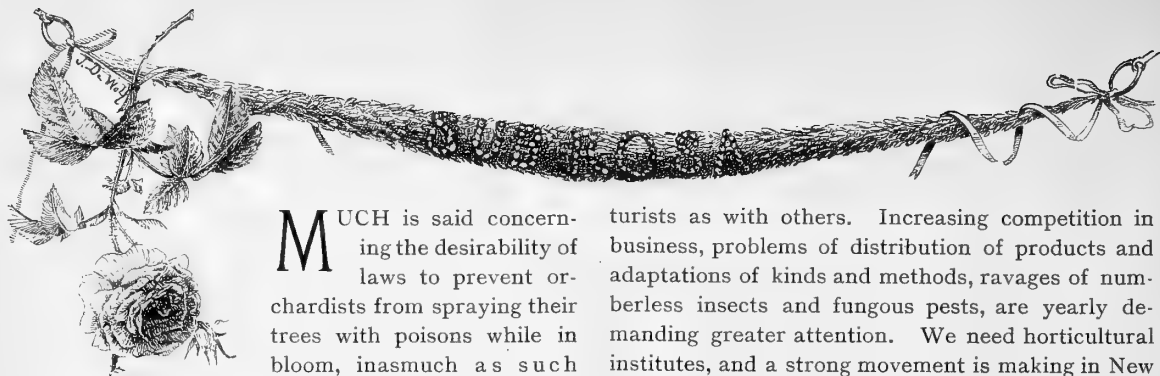 SUB ROSA
MUCH is said concern-
ing the desirability of
laws to prevent or-
chardists from spraying their
trees with poisons while in
bloom, inasmuch as such
turists as with others. Increasing competition in
business, problems of distribution of products and
adaptations of kinds and methods, ravages of num-
berless insects and fungous pests, are yearly de-
manding greater attention. We need horticultural
institutes, and a strong movement is making in New